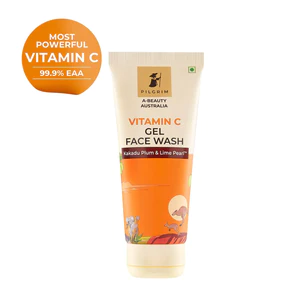 MOST
POWERFUL
VITAMIN C
99.9% EAA
PILGRIM
A-BEAUTY
AUSTRALIA
VITAMIN C
GEL
FACE WASH
Kakadu Plum & Lime Pearl™